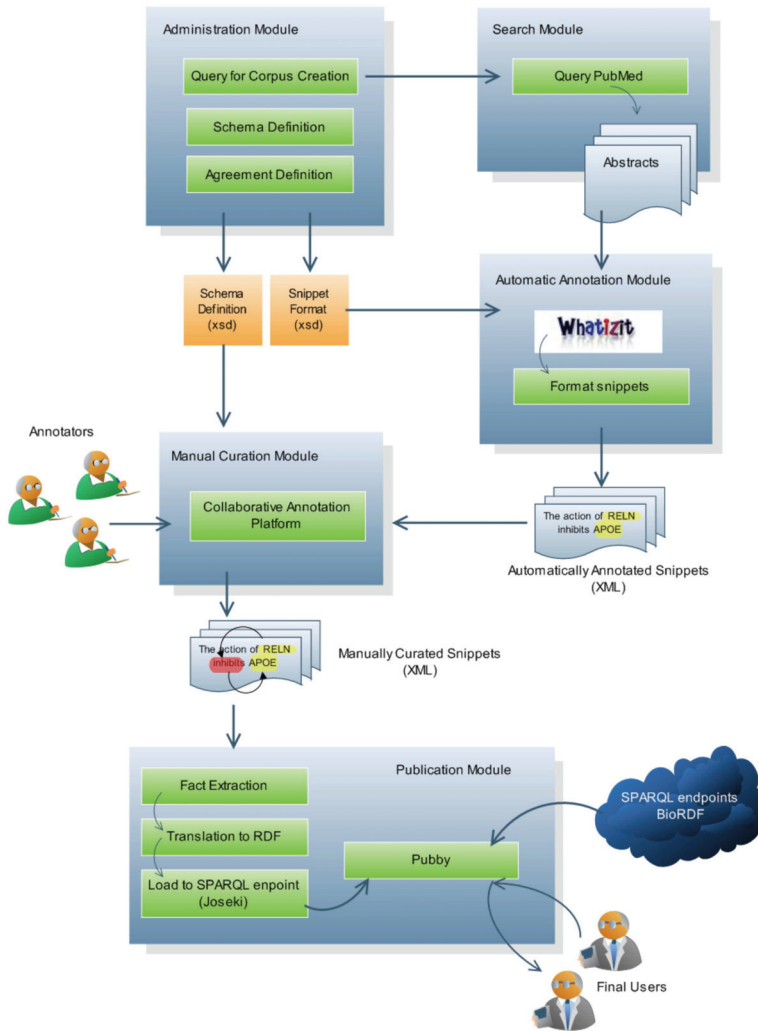 Administration Module
Query for Corpus Creation
Schema Definition
Agreement Definition
Search Module
Query PubMed
Abstracts
Schema
Definition
(xsd)
Snippet
Format
(xsd)
Automatic Annotation Module
Whatizit
Format snippets
Annotators
Manual Curation Module
Collaborative Annotation
Platform
The action of RELN
inhibits APOE
Automatically Annotated Snippets
(XML)
The action of RELN
inhibits APOE
Manually Curated Snippets
(XML)
Publication Module
Fact Extraction
Translation to RDF
Load to SPARQL enpoint
(Joseki)
Pubby
SPARQL endpoints
BioRDF
Final Users